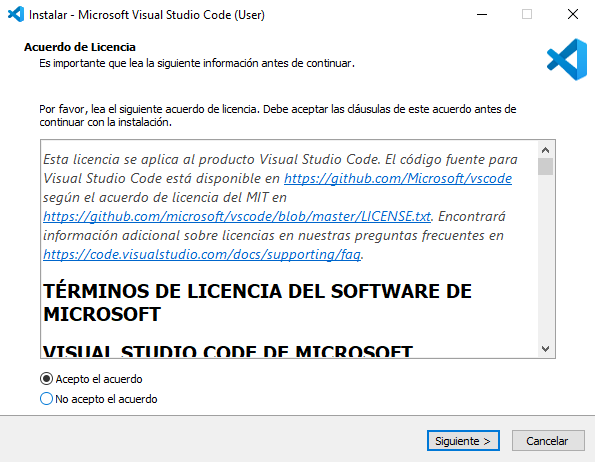 Instalar - Microsoft Visual Studio Code (User)
Acuerdo de Licencia
Es importante que lea la siguiente información antes de continuar.
Por favor, lea el siguiente acuerdo de licencia. Debe aceptar las cláusulas de este acuerdo antes de
continuar con la instalación.
Esta licencia se aplica al producto Visual Studio Code. El código fuente para
Visual Studio Code está disponible en https://github.com/Microsoft/vscode
según el acuerdo de licencia del MIT en
https://github.com/microsoft/vscode/blob/master/LICENSE.txt. Encontrará
información adicional sobre licencias en nuestras preguntas frecuentes en
https://code.visualstudio.com/docs/supporting/faq.
TÉRMINOS DE LICENCIA DEL SOFTWARE DE
MICROSOFT
VISUAL STUDIO CODE DE MICROSOFT
Acepto el acuerdo
No acepto el acuerdo
Siguiente >
Cancelar